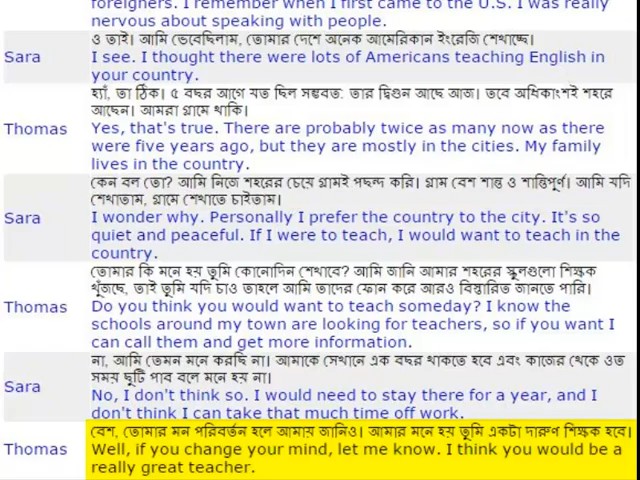 foreigners. I remember when I first came to the U.S. I was really
nervous about speaking with people.
ও তাই। আমি ভেবেছিলাম, তোমার দেশে অনেক আমেরিকান ইংরেজি শেখাচ্ছে।
Sara
I see. I thought there were lots of Americans teaching English in
your country.
হ্যাঁ, তা ঠিক। ৫ বছর আগে যত ছিল সম্ভবত: তার দ্বিগুন আছে আজ। তবে অধিকাংশই শহরে
আছেন। আমরা গ্রামে থাকি।
Thomas
Yes, that's true. There are probably twice as many now as there
were five years ago, but they are mostly in the cities. My family
lives in the country.
কেন বল তো? আমি নিজে শহরের চেয়ে গ্রামই পছন্দ করি। গ্রাম বেশ শান্ত ও শান্তিপূর্ণ। আমি যদি
শেখাতাম, গ্রামে শেখাতে চাইতাম।
Sara
I wonder why. Personally I prefer the country to the city. It's so
quiet and peaceful. If I were to teach, I would want to teach in the
country.
তোমার কি মনে হয় তুমি কোনোদিন শেখাবে? আমি জানি আমার শহরের স্কুলগুলো শিক্ষক
খুঁজছে, তাই তুমি যদি চাও তাহলে আমি তাদের ফোন করে আরও বিস্তারিত জানতে পারি।
Thomas
Do you think you would want to teach someday? I know the
schools around my town are looking for teachers, so if you want I
can call them and get more information.
না, আমি তেমন মনে করছি না। আমাকে সেখানে এক বছর থাকতে হবে এবং কাজের থেকে ওত
সময় ছুটি পাব বলে মনে হয় না।
Sara
No, I don't think so. I would need to stay there for a year, and I
don't think I can take that much time off work.
বেশ, তোমার মন পরিবর্তন হলে আমায় জানিও। আমার মনে হয় তুমি একটা দারুণ শিক্ষক হবে।
Thomas
Well, if you change your mind, let me know. I think you would be a
really great teacher.